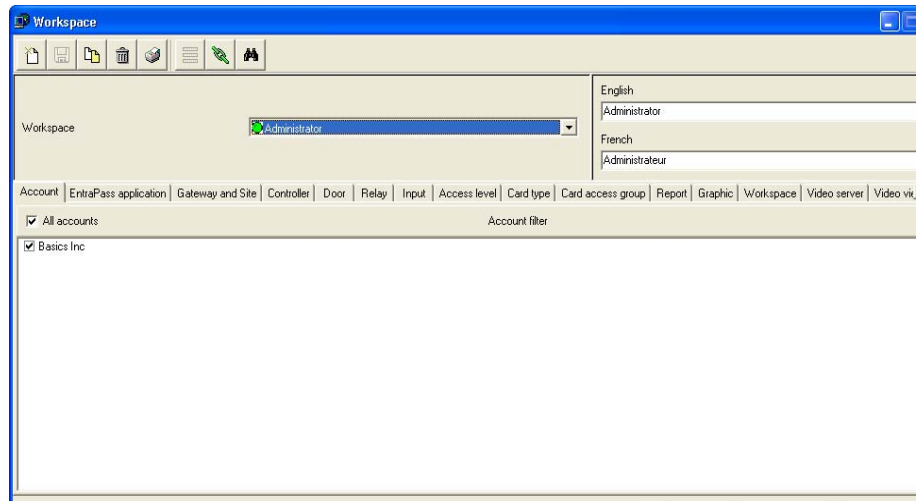 Workspace
English
Administrator
Workspace Administrator
French
Administrateur
Account EntraPass application Gateway and Site Controller Door Relay Input Access level Card type Card access group Report Graphic Workspace Video server Video
All accounts Account filter
Basics Inc